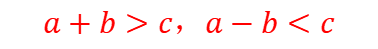 a + b > c，a − b < c